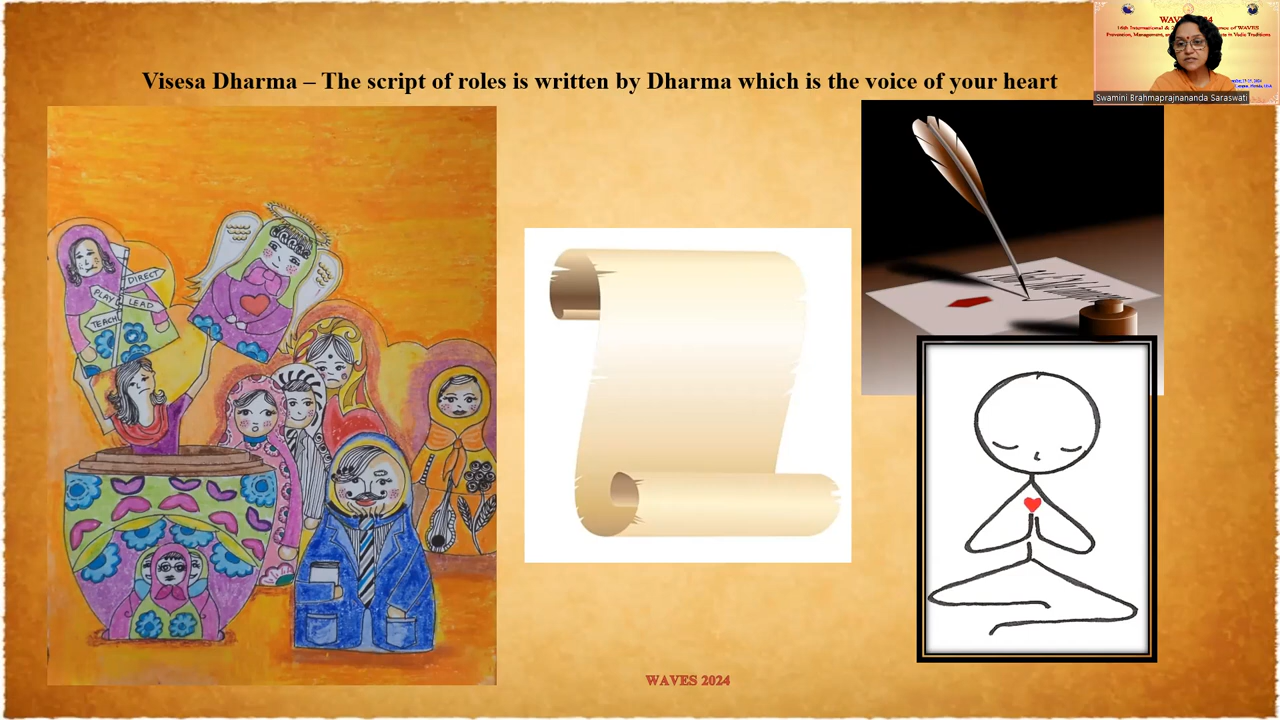 Visesa Dharma – The script of roles is written by Dharma which is the voice of your heart
Swamini Brahmaprajnananda Saraswati
DIRECT
PLAY
LEAD
TEACH
WAVES 2024